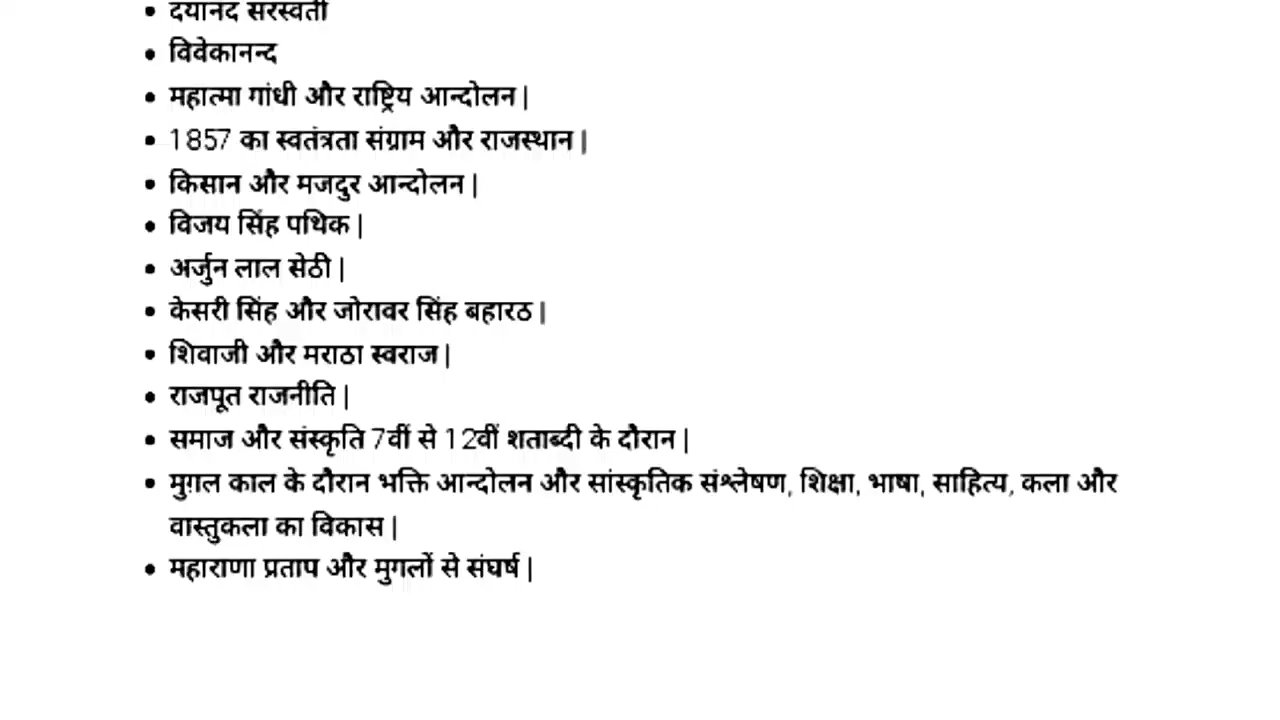 • दयानंद सरस्वती
• विवेकानन्द
• महात्मा गांधी और राष्ट्रिय आन्दोलन |
• 1857 का स्वतंत्रता संग्राम और राजस्थान |
• किसान और मजदुर आन्दोलन |
• विजय सिंह पथिक |
• अर्जुन लाल सेठी |
• केसरी सिंह और जोरावर सिंह बहारठ |
• शिवाजी और मराठा स्वराज |
• राजपूत राजनीति |
• समाज और संस्कृति 7वीं से 12वीं शताब्दी के दौरान |
• मुग़ल काल के दौरान भक्ति आन्दोलन और सांस्कृतिक संश्लेषण, शिक्षा, भाषा, साहित्य, कला और
वास्तुकला का विकास |
• महाराणा प्रताप और मुगलों से संघर्ष |